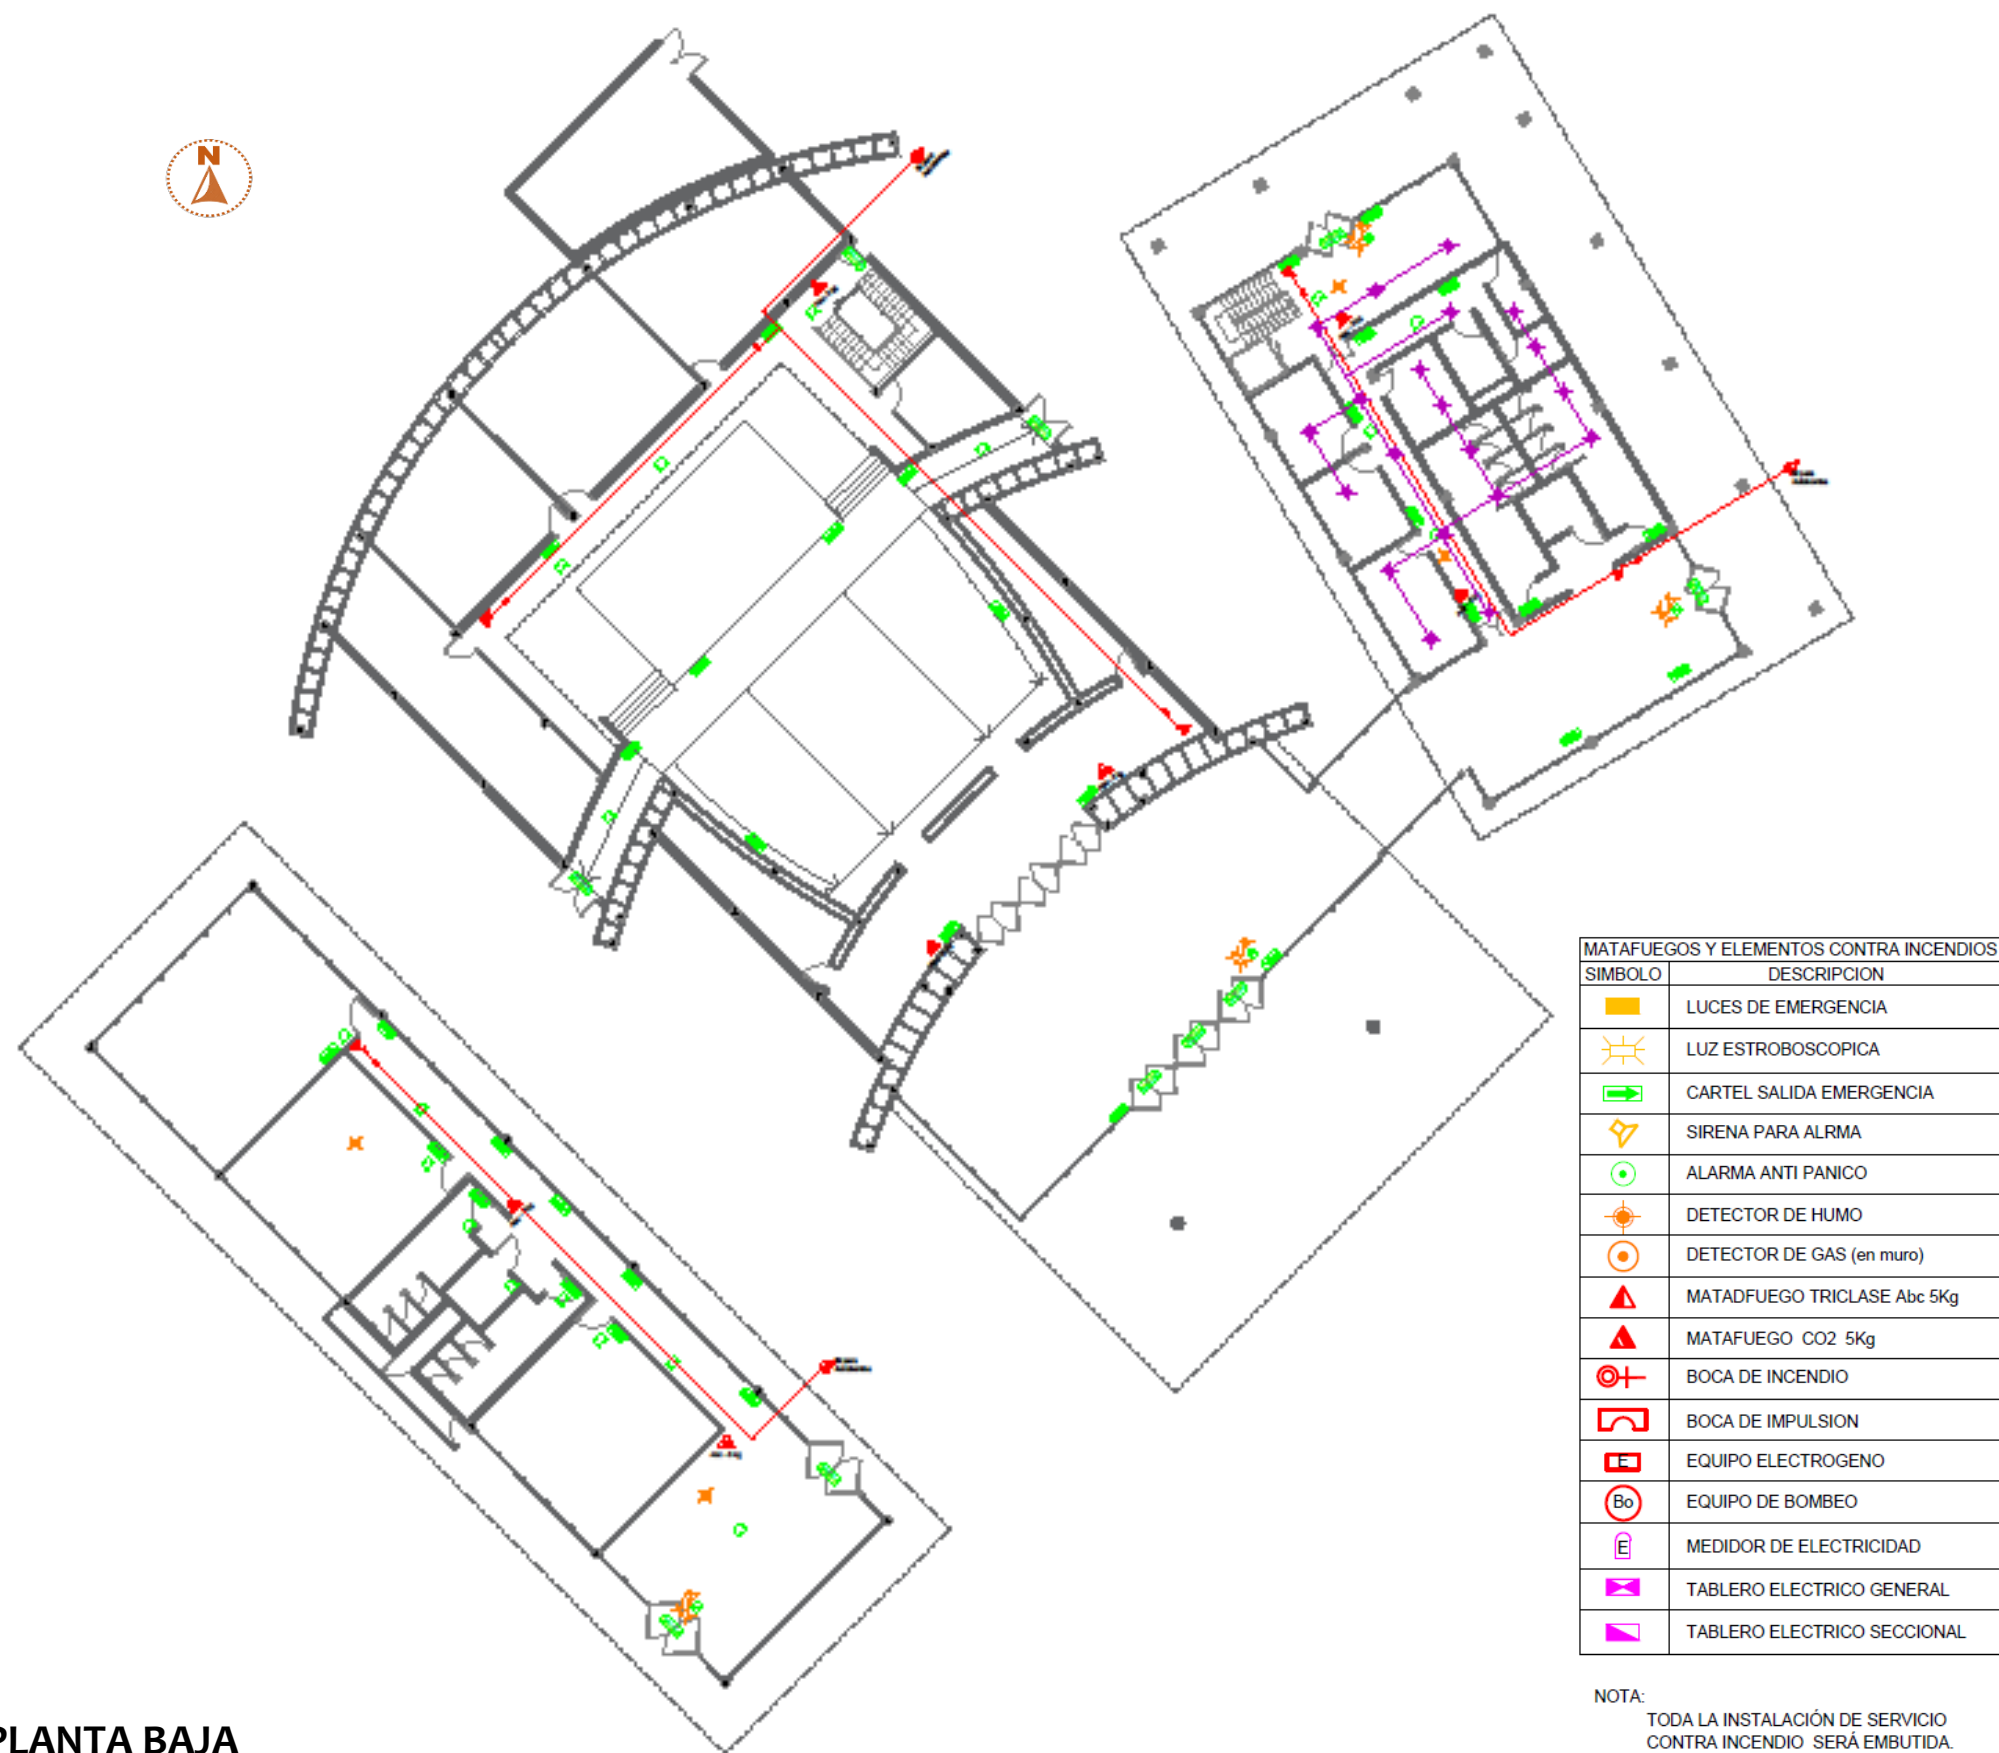 N
MATAFUEGOS Y ELEMENTOS CONTRA INCENDIOS
SIMBOLO DESCRIPCION
LUCES DE EMERGENCIA
LUZ ESTROBOSCOPICA
CARTEL SALIDA EMERGENCIA
SIRENA PARA ALRMA
ALARMA ANTI PANICO
DETECTOR DE HUMO
DETECTOR DE GAS (en muro)
MATADFUEGO TRICLASE Abc 5Kg
MATAFUEGO CO2 5Kg
BOCA DE INCENDIO
BOCA DE IMPULSION
E EQUIPO ELECTROGENO
Bo EQUIPO DE BOMBEO
E MEDIDOR DE ELECTRICIDAD
TABLERO ELECTRICO GENERAL
TABLERO ELECTRICO SECCIONAL
NOTA:
TODA LA INSTALACIÓN DE SERVICIO
CONTRA INCENDIO SERÁ EMBUTIDA.
PLANTA BAJA